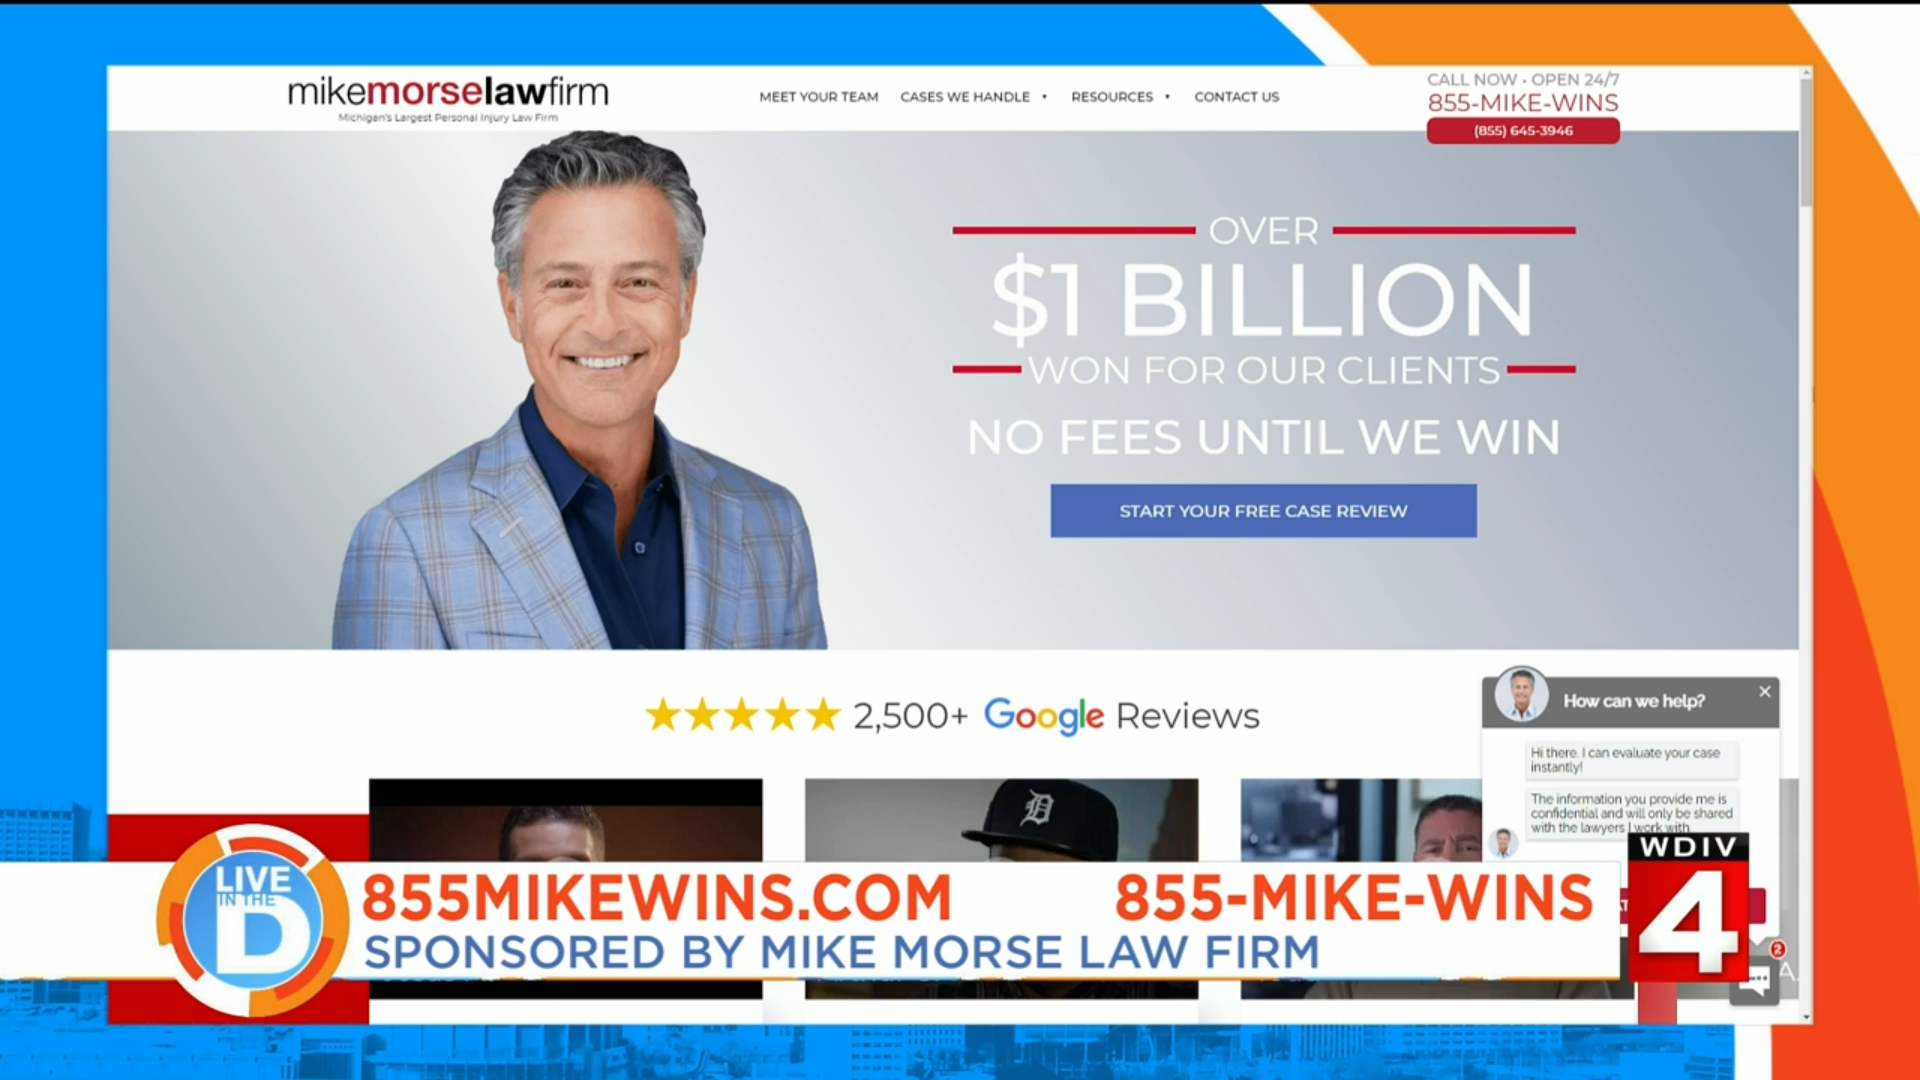 mikemorselawfirm
Michigan's Largest Personal Injury Law Firm
MEET YOUR TEAM CASES WE HANDLE RESOURCES CONTACT US
CALL NOW • OPEN 24/7
855-MIKE-WINS
(855) 645-3946
OVER
$1 BILLION
WON FOR OUR CLIENTS
NO FEES UNTIL WE WIN
START YOUR FREE CASE REVIEW
2,500+ Google Reviews
How can we help?
Hi there. I can evaluate your case
instantly!
The information you provide me is
confidential and will only be shared
with the lawyers I work with.
D
LIVE
IN THE
D
855MIKEWINS.COM 855-MIKE-WINS
SPONSORED BY MIKE MORSE LAW FIRM
WDIV
4
2